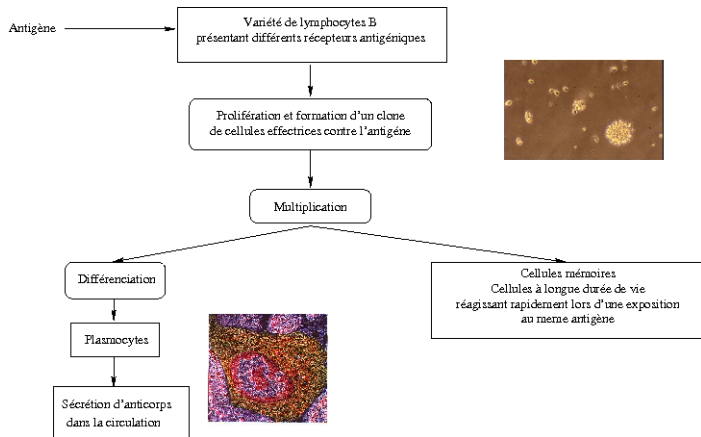 Antigène
Variété de lymphocytes B
présentant différents récepteurs antigéniques
Prolifération et formation d'un clone
de cellules effectrices contre l'antigéne
Multiplication
Différenciation
Cellules mémoires
Cellules à longue durée de vie
réagissant rapidement lors d'une exposition
au meme antigène
Plasmocytes
Sécrétion d'anticorps
dans la circulation